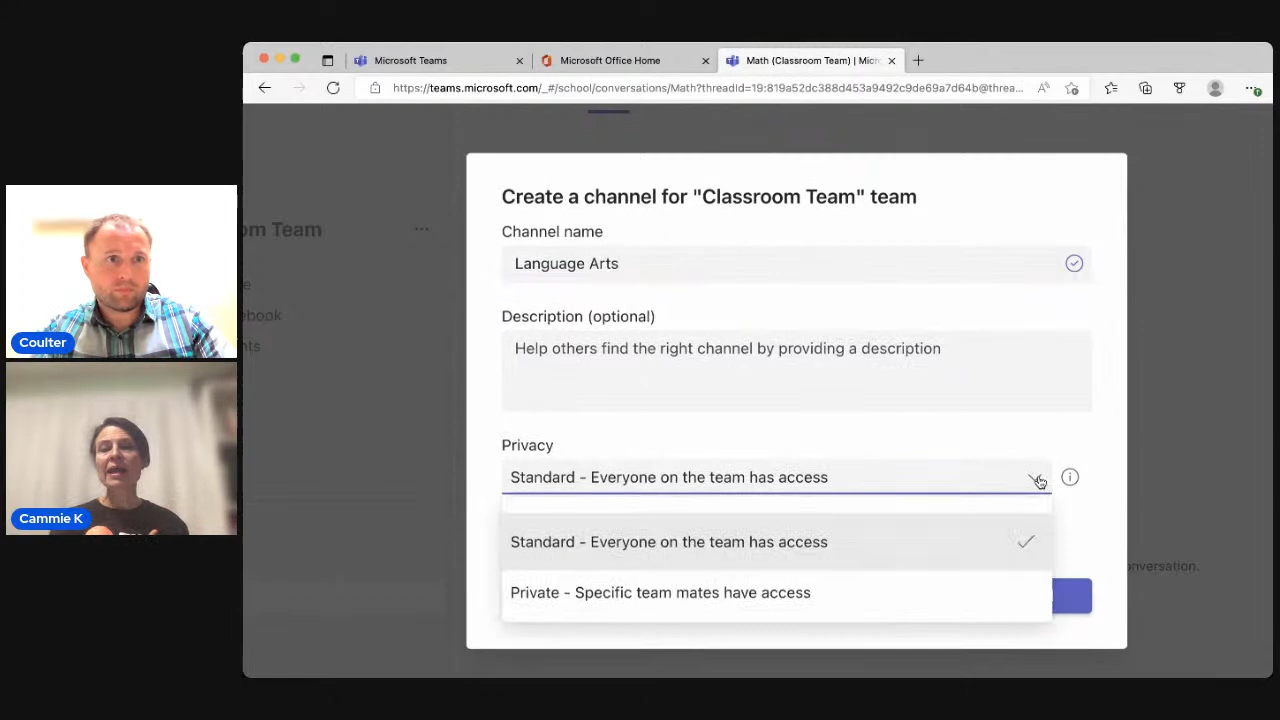 Microsoft Teams
Microsoft Office Home
Math (Classroom Team) | Micr
https://teams.microsoft.com/_#/school/conversations/Math?threadId=19:819a52dc388d453a9492c9de69a7d64b@threa...
Create a channel for "Classroom Team" team
Channel name
Language Arts
Description (optional)
Help others find the right channel by providing a description
Privacy
Standard - Everyone on the team has access
Standard - Everyone on the team has access
Private - Specific team mates have access
om Team
ebook
nts
onversation.
Coulter
Cammie K